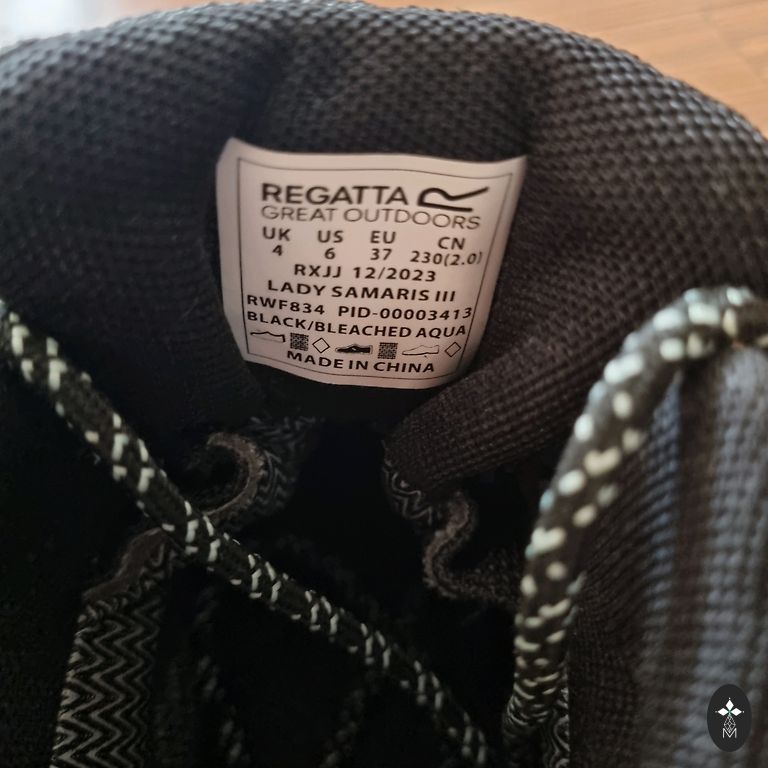 REGATTA
GREAT OUTDOORS
UK US EU CN
4 6 37 230(2.0)
RXJJ 12/2023
LADY SAMARIS III
RWF834 PID-00003413
BLACK/BLEACHED AQUA
MADE IN CHINA
M